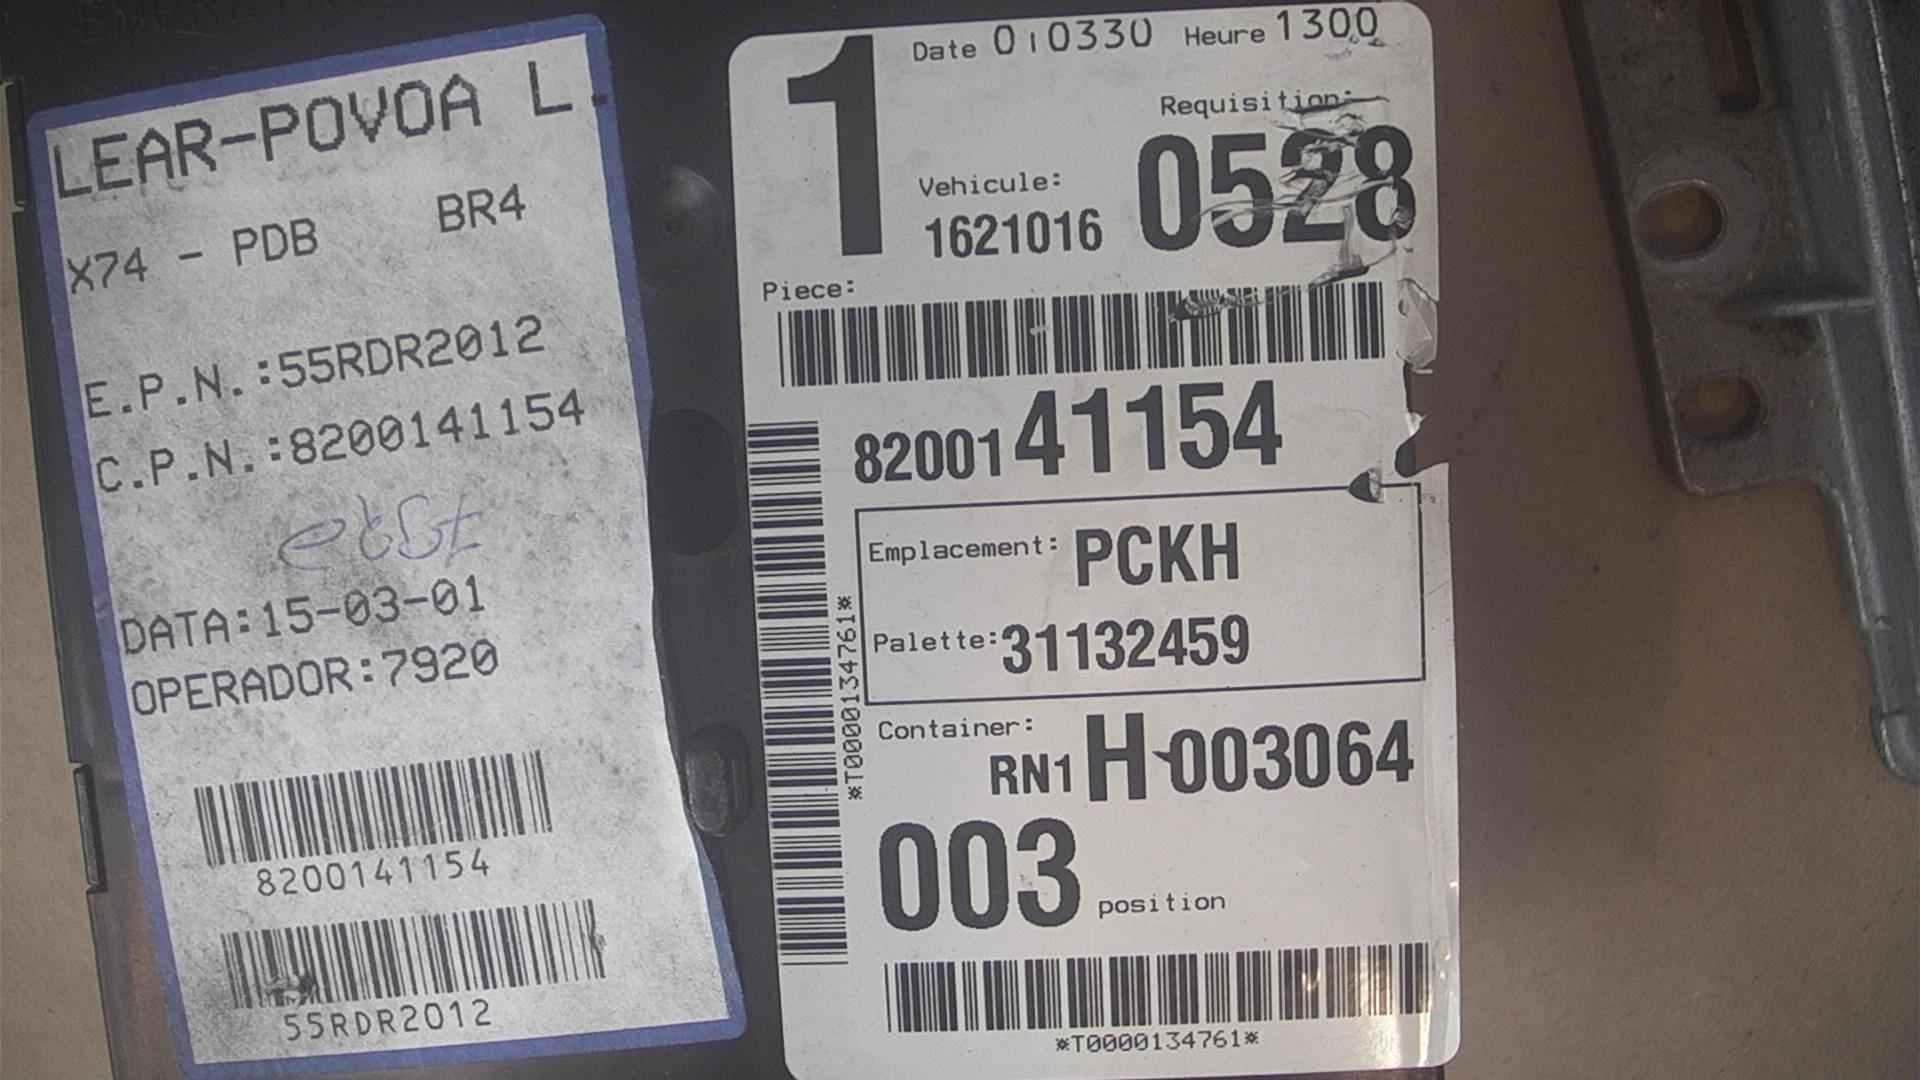 LEAR-POVOA L.
X74 - PDB BR4
E.P.N.:55RDR2012
C.P.N.:8200141154
DATA:15-03-01
OPERADOR:7920
8200141154
55RDR2012
1
Date 010330 Heure 1300
Requisition:
0528
Vehicule:
1621016
Piece:
8200141154
Emplacement: PCKH
Palette:31132459
*T0000134761*
Container:
RN1 H-003064
003 position
*T0000134761*